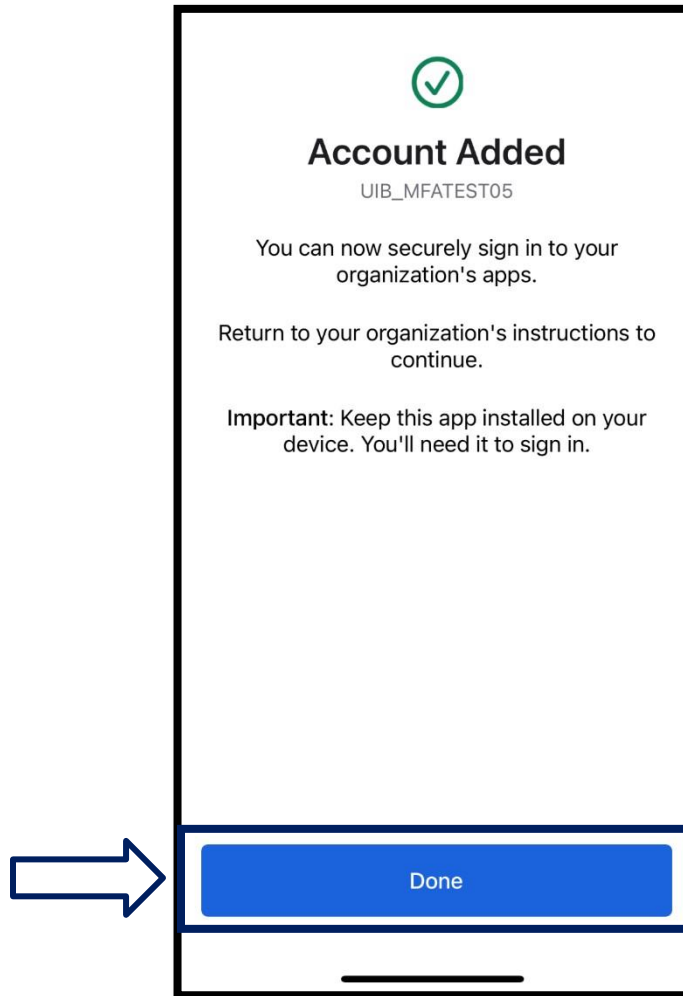 Account Added
UIB_MFATEST05
You can now securely sign in to your
organization's apps.
Return to your organization's instructions to
continue.
Important: Keep this app installed on your
device. You'll need it to sign in.
Done